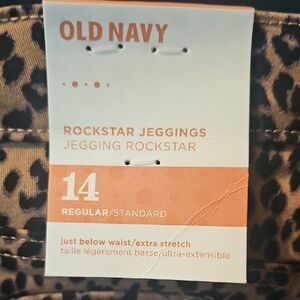 OLD NAVY
ROCKSTAR JEGGINGS
JEGGING ROCKSTAR
14
REGULAR/STANDARD
just below waist/extra stretch
taille légèrement basse/ultra-extensible